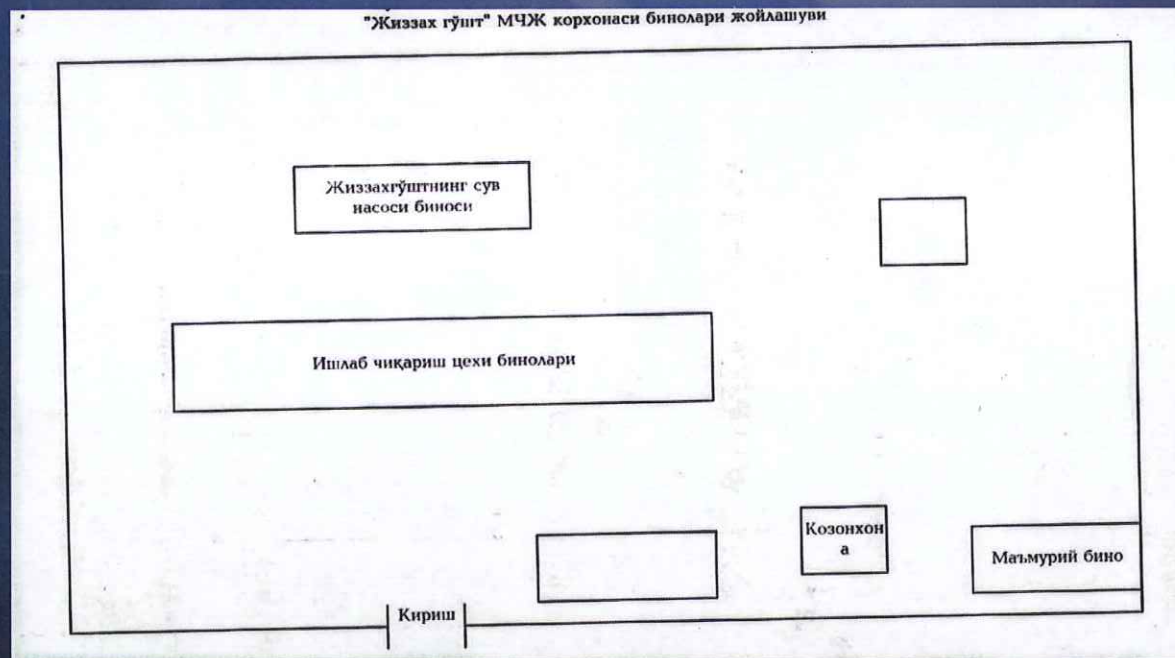 "Жиззах гўшт" МЧЖ корхонаси бинолари жойлашуви
Жиззахгўштнинг сув
насоси биноси
Ишлаб чиқариш цехи бинолари
Козонхон
а
Маъмурий бино
Кириш